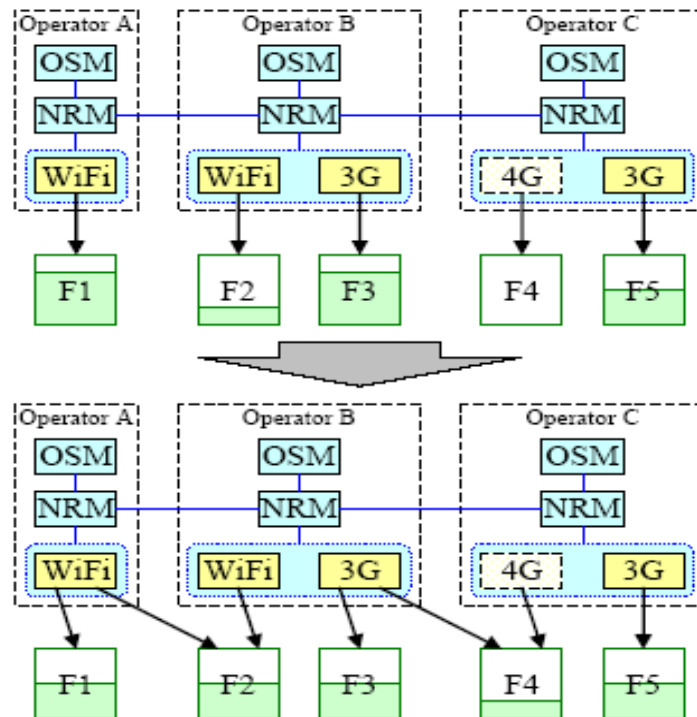 Operator A Operator B Operator C
OSM OSM OSM
NRM NRM NRM
WiFi WiFi 3G 4G 3G
F1 F2 F3 F4 F5
Operator A Operator B Operator C
OSM OSM OSM
NRM NRM NRM
WiFi WiFi 3G 4G 3G
F1 F2 F3 F4 F5